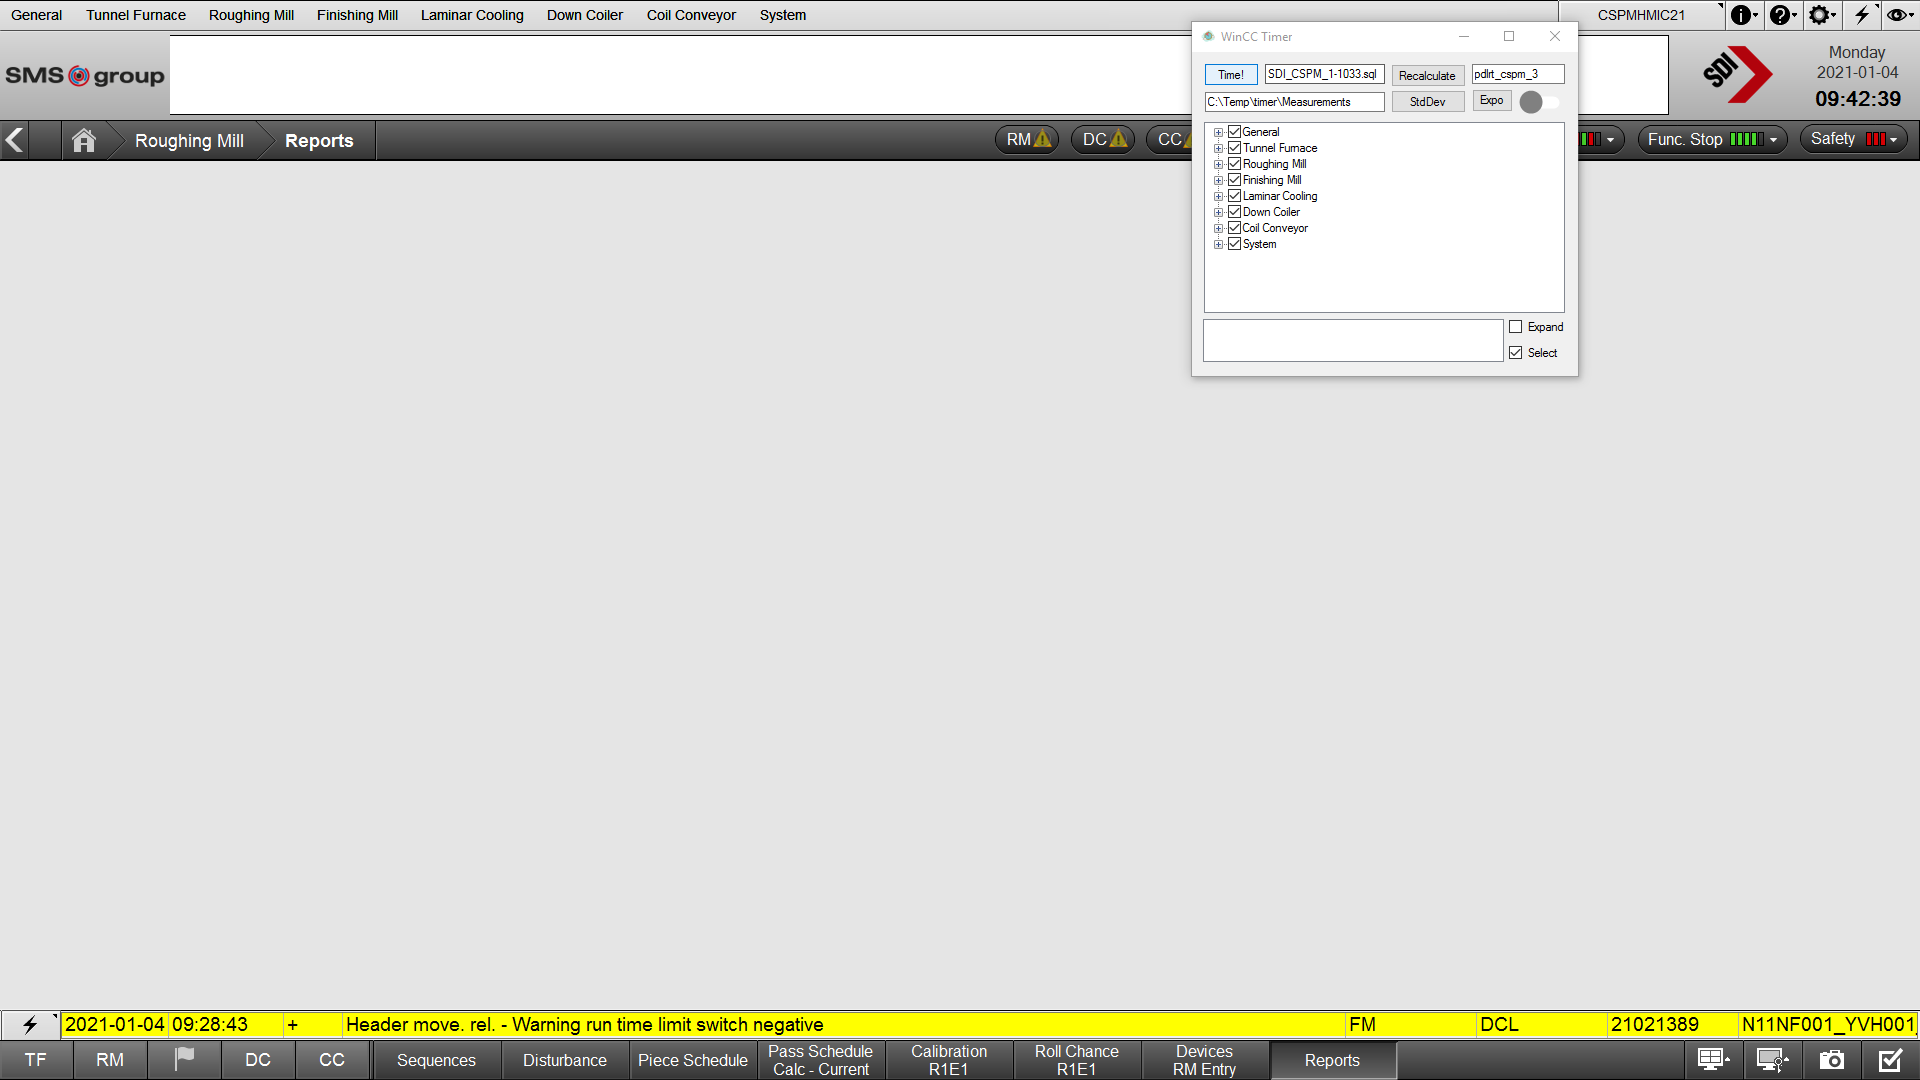 General Tunnel Furnace Roughing Mill Finishing Mill Laminar Cooling Down Coiler Coil Conveyor System CSPMHMIC21
SMS group
WinCC Timer
SDI
Monday
2021-01-04
09:42:39
Time! SDI_CSPM_1-1033.sql Recalculate pdlrt_cspm_3
C:\Temp\timer\Measurements StdDev Expo
Roughing Mill Reports RM DC CC Func. Stop Safety
General
Tunnel Furnace
Roughing Mill
Finishing Mill
Laminar Cooling
Down Coiler
Coil Conveyor
System
Expand
Select
2021-01-04 09:28:43 + Header move. rel. - Warning run time limit switch negative FM DCL 21021389 N11NF001_YVH001
TF RM DC CC Sequences Disturbance Piece Schedule
Pass Schedule
Calc - Current
Calibration
R1E1
Roll Chance
R1E1
Devices
RM Entry
Reports